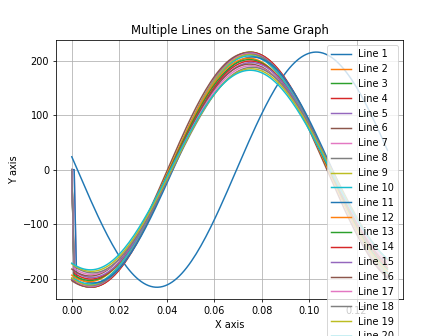 Multiple Lines on the Same Graph
Y axis
200
100
0
−100
−200
0.00
0.02
0.04
0.06
0.08
0.10
X axis
Line 1
Line 2
Line 3
Line 4
Line 5
Line 6
Line 7
Line 8
Line 9
Line 10
Line 11
Line 12
Line 13
Line 14
Line 15
Line 16
Line 17
Line 18
Line 19
Line 20